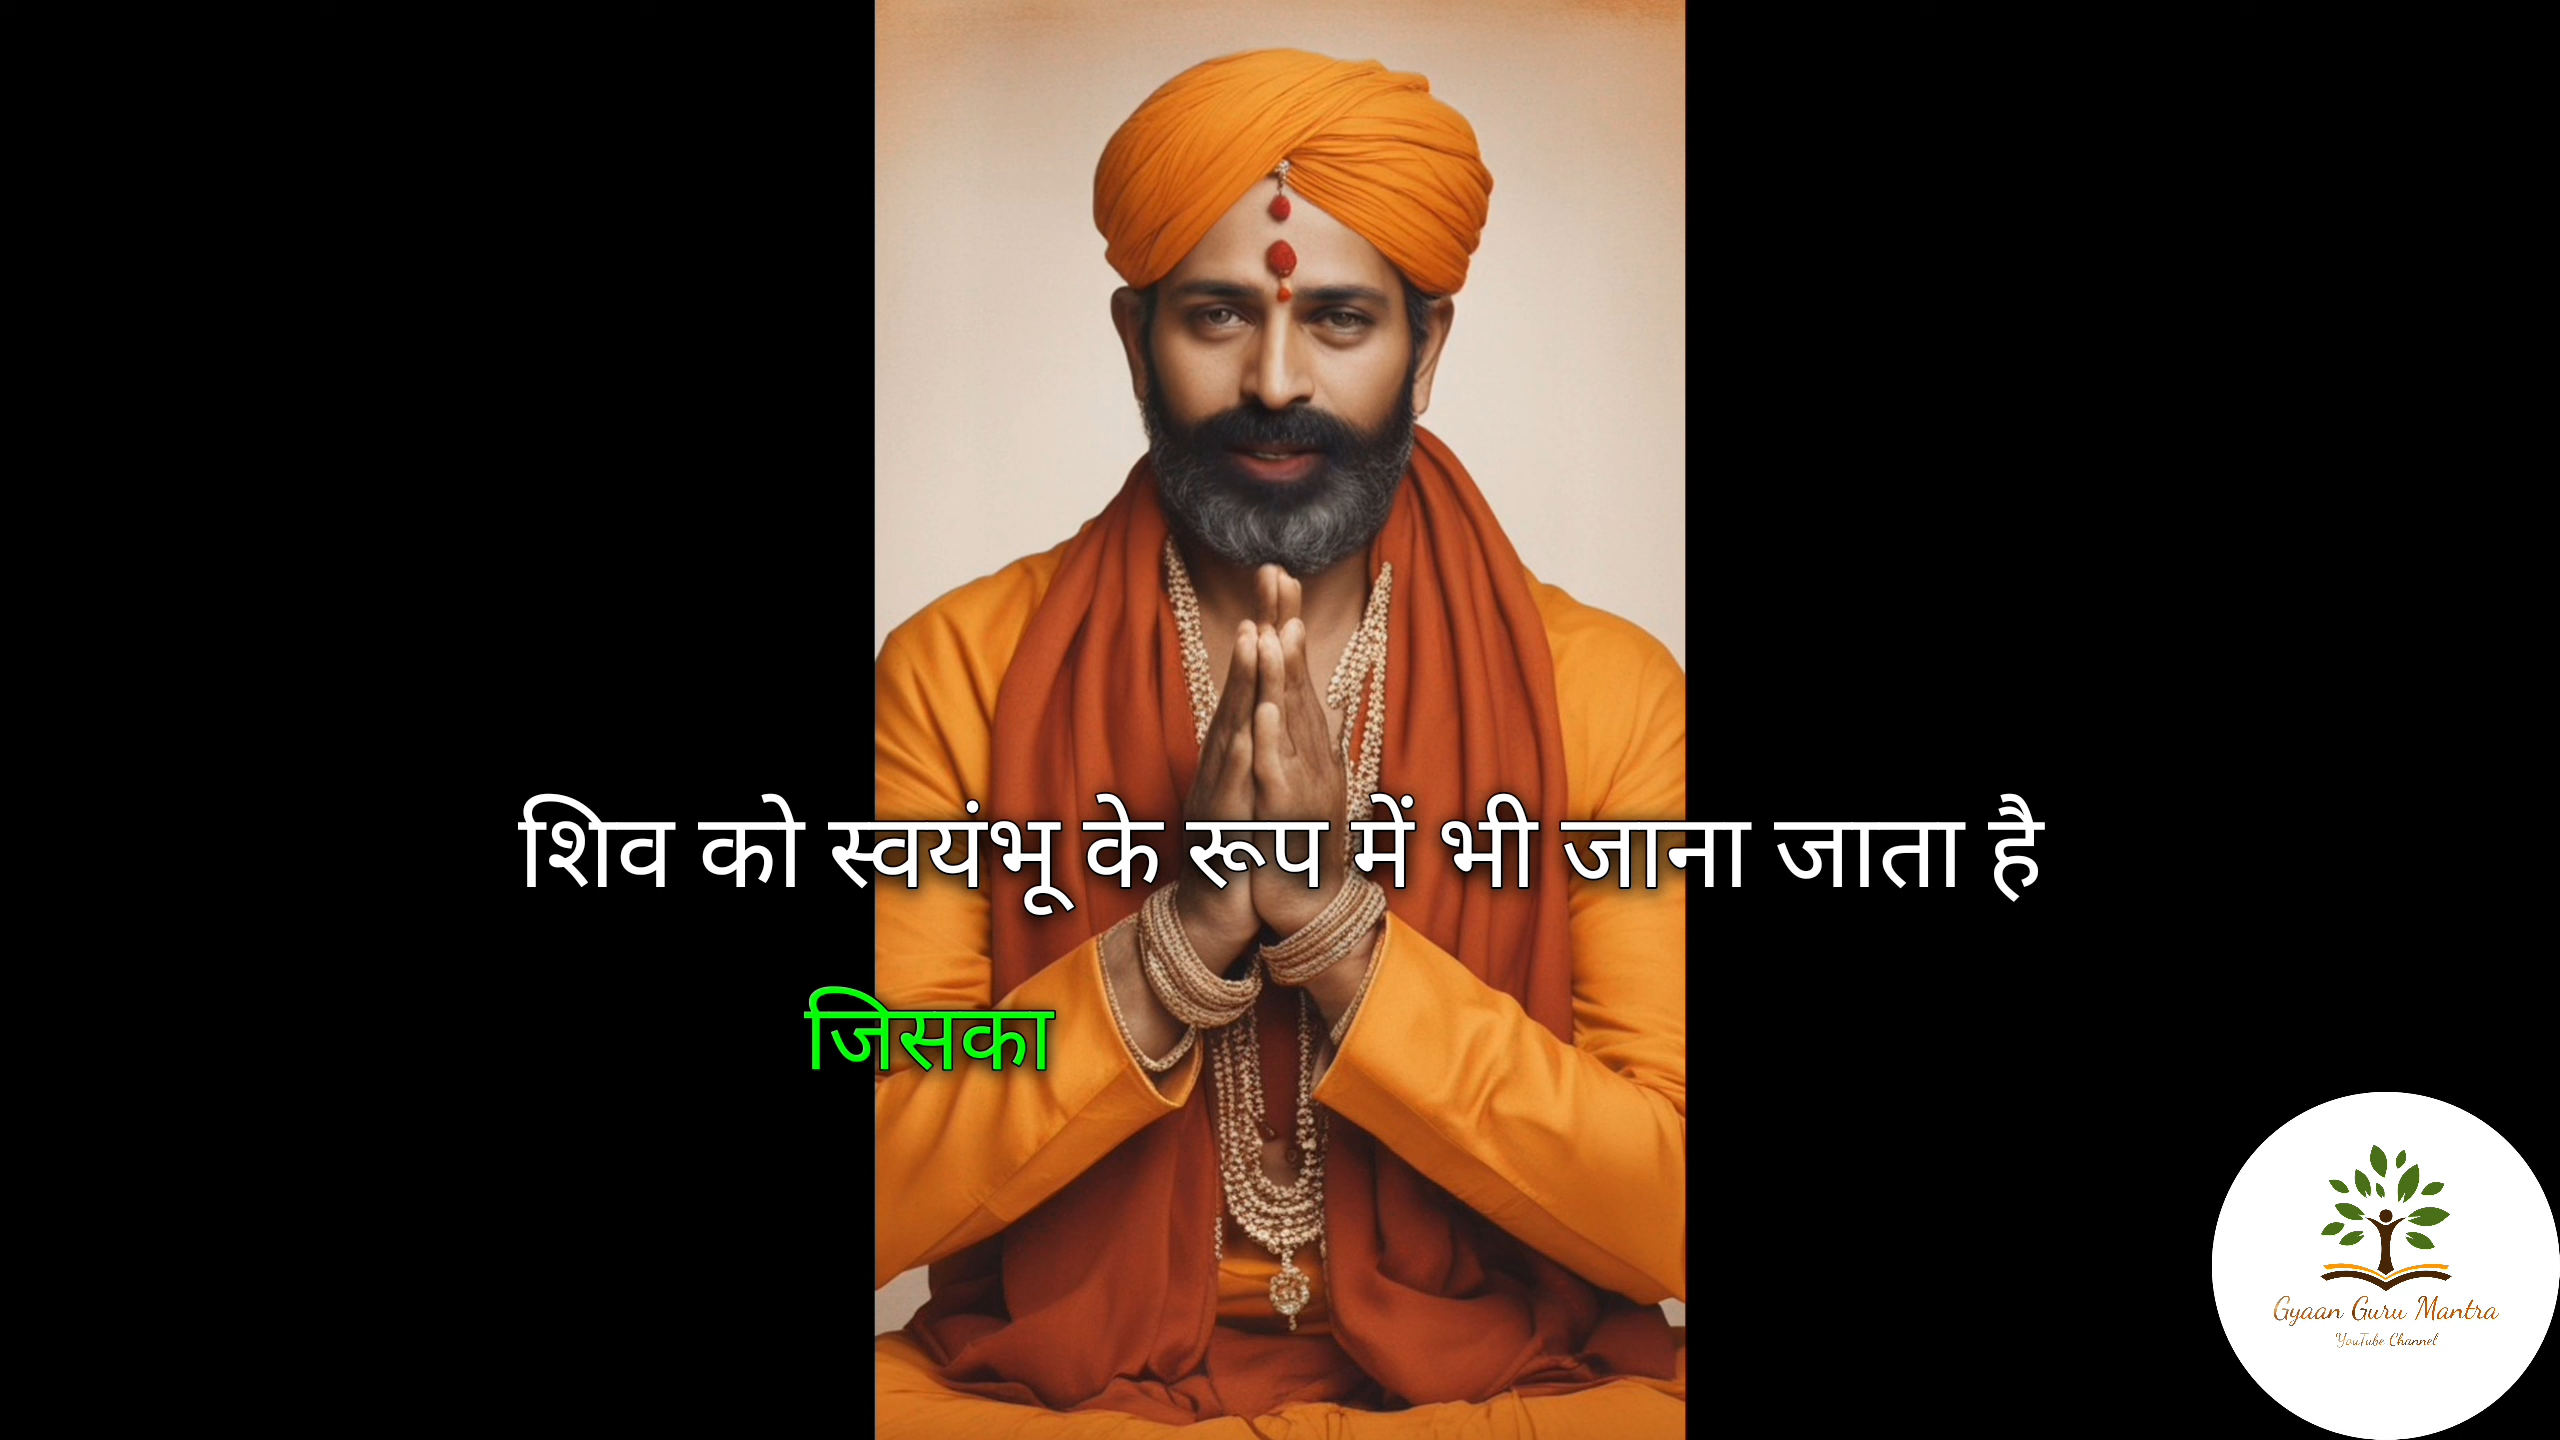 शिव को स्वयंभू के रूप में भी जाना जाता है
जिसका
Gyaan Guru Mantra
YouTube Channel